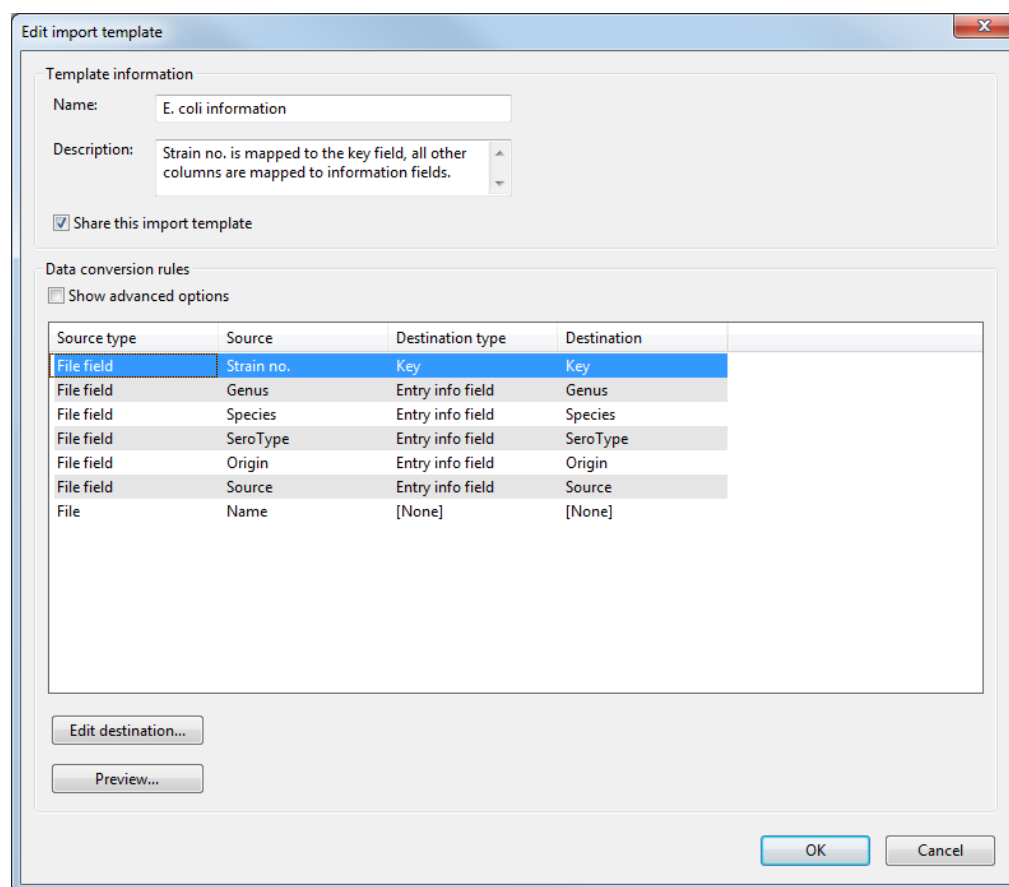 Edit import template
Template information
Name: E. coli information
Description: Strain no. is mapped to the key field, all other
columns are mapped to information fields.
Share this import template
Data conversion rules
Show advanced options
Source type Source Destination type Destination
File field Strain no. Key Key
File field Genus Entry info field Genus
File field Species Entry info field Species
File field SeroType Entry info field SeroType
File field Origin Entry info field Origin
File field Source Entry info field Source
File Name [None] [None]
Edit destination...
Preview...
OK Cancel